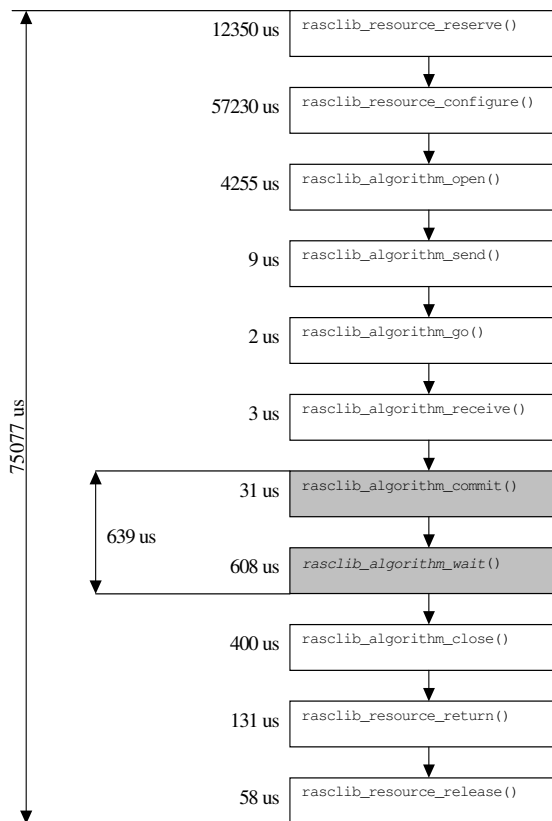 12350 us rasclib_resource_reserve()
57230 us rasclib_resource_configure()
4255 us rasclib_algorithm_open()
9 us rasclib_algorithm_send()
2 us rasclib_algorithm_go()
3 us rasclib_algorithm_receive()
75077 us
31 us rasclib_algorithm_commit()
639 us
608 us rasclib_algorithm_wait()
400 us rasclib_algorithm_close()
131 us rasclib_resource_return()
58 us rasclib_resource_release()